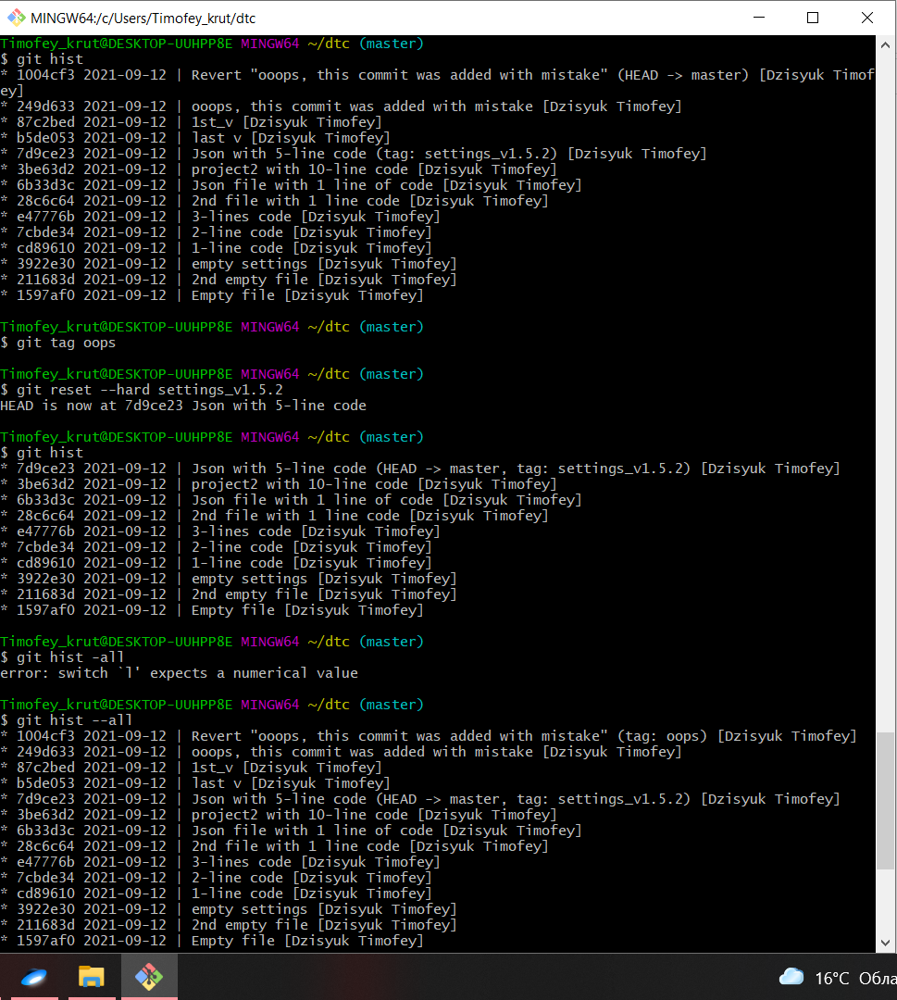 MINGW64:/c/Users/Timofey_krut/dtc
Timofey_krut@DESKTOP-UUHPP8E MINGW64 ~/dtc (master)
$ git hist
* 1004cf3 2021-09-12 | Revert "ooops, this commit was added with mistake" (HEAD -> master) [Dzisyuk Timof
ey]
* 249d633 2021-09-12 | ooops, this commit was added with mistake [Dzisyuk Timofey]
* 87c2bed 2021-09-12 | 1st_v [Dzisyuk Timofey]
* b5de053 2021-09-12 | last v [Dzisyuk Timofey]
* 7d9ce23 2021-09-12 | Json with 5-line code (tag: settings_v1.5.2) [Dzisyuk Timofey]
* 3be63d2 2021-09-12 | project2 with 10-line code [Dzisyuk Timofey]
* 6b33d3c 2021-09-12 | Json file with 1 line of code [Dzisyuk Timofey]
* 28c6c64 2021-09-12 | 2nd file with 1 line code [Dzisyuk Timofey]
* e47776b 2021-09-12 | 3-lines code [Dzisyuk Timofey]
* 7cbde34 2021-09-12 | 2-line code [Dzisyuk Timofey]
* cd89610 2021-09-12 | 1-line code [Dzisyuk Timofey]
* 3922e30 2021-09-12 | empty settings [Dzisyuk Timofey]
* 211683d 2021-09-12 | 2nd empty file [Dzisyuk Timofey]
* 1597af0 2021-09-12 | Empty file [Dzisyuk Timofey]
Timofey_krut@DESKTOP-UUHPP8E MINGW64 ~/dtc (master)
$ git tag oops
Timofey_krut@DESKTOP-UUHPP8E MINGW64 ~/dtc (master)
$ git reset --hard settings_v1.5.2
HEAD is now at 7d9ce23 Json with 5-line code
Timofey_krut@DESKTOP-UUHPP8E MINGW64 ~/dtc (master)
$ git hist
* 7d9ce23 2021-09-12 | Json with 5-line code (HEAD -> master, tag: settings_v1.5.2) [Dzisyuk Timofey]
* 3be63d2 2021-09-12 | project2 with 10-line code [Dzisyuk Timofey]
* 6b33d3c 2021-09-12 | Json file with 1 line of code [Dzisyuk Timofey]
* 28c6c64 2021-09-12 | 2nd file with 1 line code [Dzisyuk Timofey]
* e47776b 2021-09-12 | 3-lines code [Dzisyuk Timofey]
* 7cbde34 2021-09-12 | 2-line code [Dzisyuk Timofey]
* cd89610 2021-09-12 | 1-line code [Dzisyuk Timofey]
* 3922e30 2021-09-12 | empty settings [Dzisyuk Timofey]
* 211683d 2021-09-12 | 2nd empty file [Dzisyuk Timofey]
* 1597af0 2021-09-12 | Empty file [Dzisyuk Timofey]
Timofey_krut@DESKTOP-UUHPP8E MINGW64 ~/dtc (master)
$ git hist -all
error: switch `l' expects a numerical value
Timofey_krut@DESKTOP-UUHPP8E MINGW64 ~/dtc (master)
$ git hist --all
* 1004cf3 2021-09-12 | Revert "ooops, this commit was added with mistake" (tag: oops) [Dzisyuk Timofey]
* 249d633 2021-09-12 | ooops, this commit was added with mistake [Dzisyuk Timofey]
* 87c2bed 2021-09-12 | 1st_v [Dzisyuk Timofey]
* b5de053 2021-09-12 | last v [Dzisyuk Timofey]
* 7d9ce23 2021-09-12 | Json with 5-line code (HEAD -> master, tag: settings_v1.5.2) [Dzisyuk Timofey]
* 3be63d2 2021-09-12 | project2 with 10-line code [Dzisyuk Timofey]
* 6b33d3c 2021-09-12 | Json file with 1 line of code [Dzisyuk Timofey]
* 28c6c64 2021-09-12 | 2nd file with 1 line code [Dzisyuk Timofey]
* e47776b 2021-09-12 | 3-lines code [Dzisyuk Timofey]
* 7cbde34 2021-09-12 | 2-line code [Dzisyuk Timofey]
* cd89610 2021-09-12 | 1-line code [Dzisyuk Timofey]
* 3922e30 2021-09-12 | empty settings [Dzisyuk Timofey]
* 211683d 2021-09-12 | 2nd empty file [Dzisyuk Timofey]
* 1597af0 2021-09-12 | Empty file [Dzisyuk Timofey]
16°C Обла